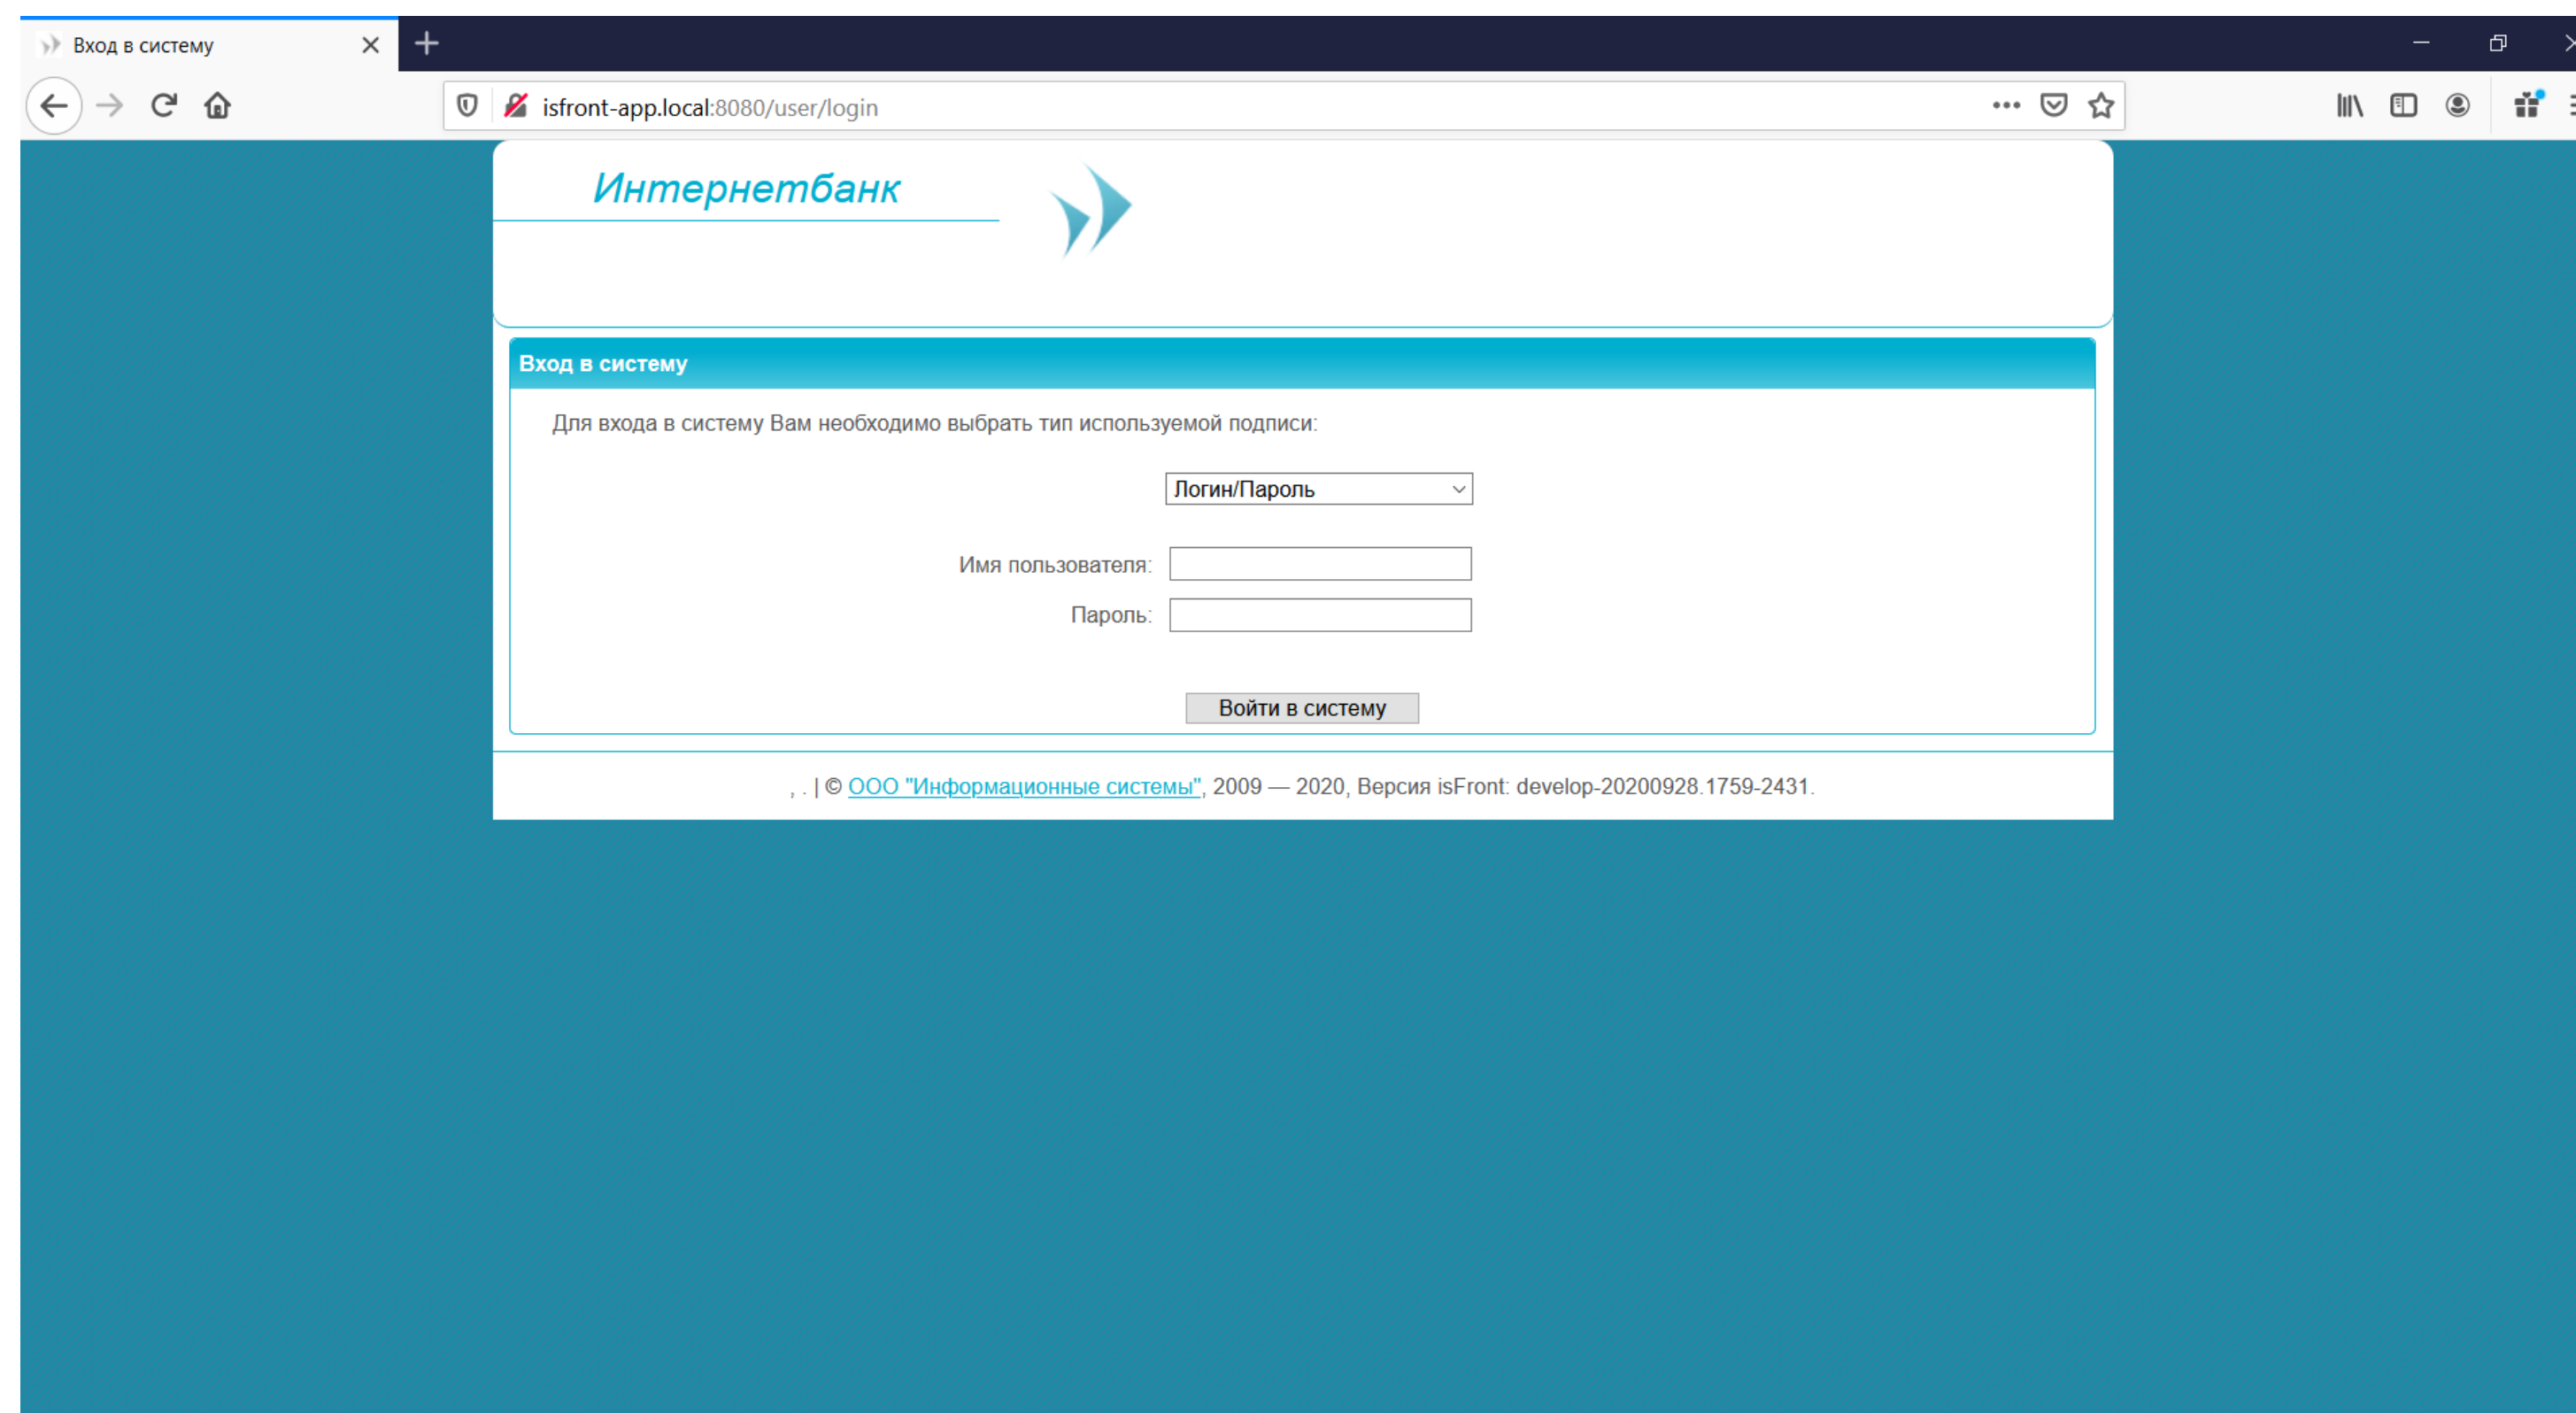 Вход в систему
isfront-app.local:8080/user/login
Интернетбанк
Вход в систему
Для входа в систему Вам необходимо выбрать тип используемой подписи:
Логин/Пароль
Имя пользователя:
Пароль:
Войти в систему
, . | © ООО "Информационные системы", 2009 — 2020, Версия isFront: develop-20200928.1759-2431.